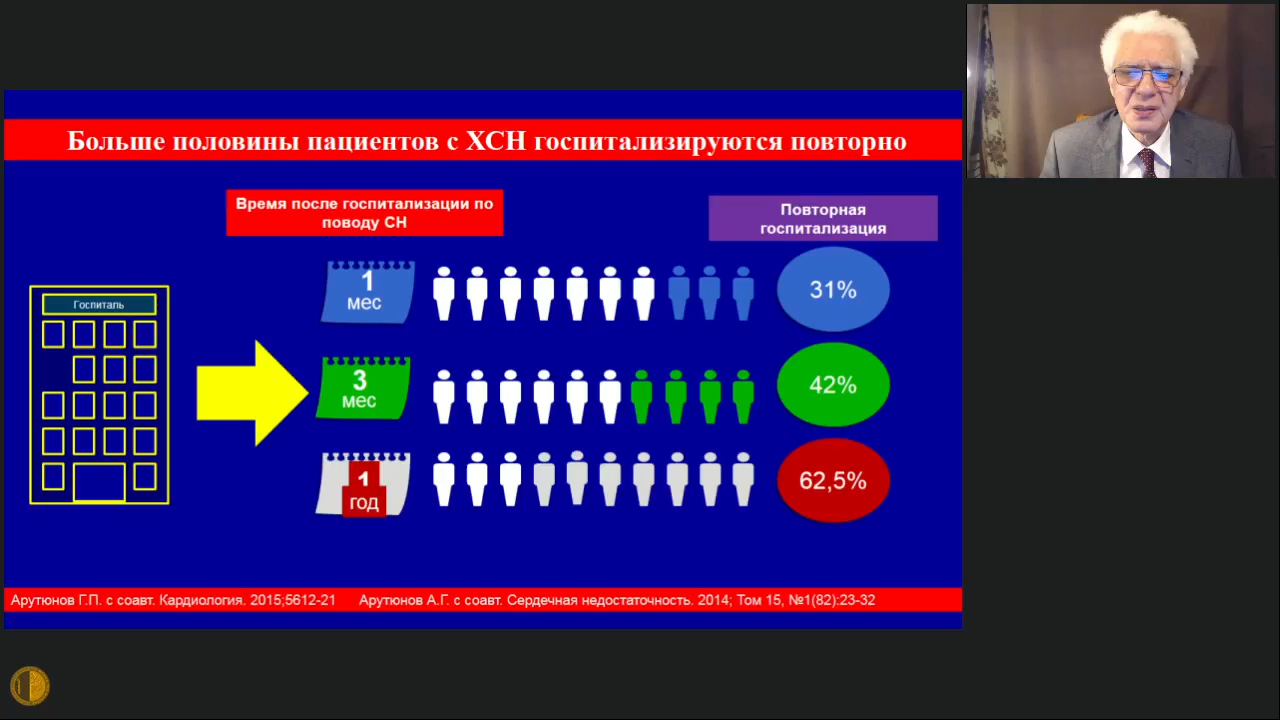 Больше половины пациентов с ХСН госпитализируются повторно
Время после госпитализации по
поводу СН
Повторная
госпитализация
Госпиталь
1
мес
31%
3
мес
42%
1
год
62,5%
Арутюнов Г.П. с соавт. Кардиология. 2015;5612-21 Арутюнов А.Г. с соавт. Сердечная недостаточность. 2014; Том 15, №1(82):23-32